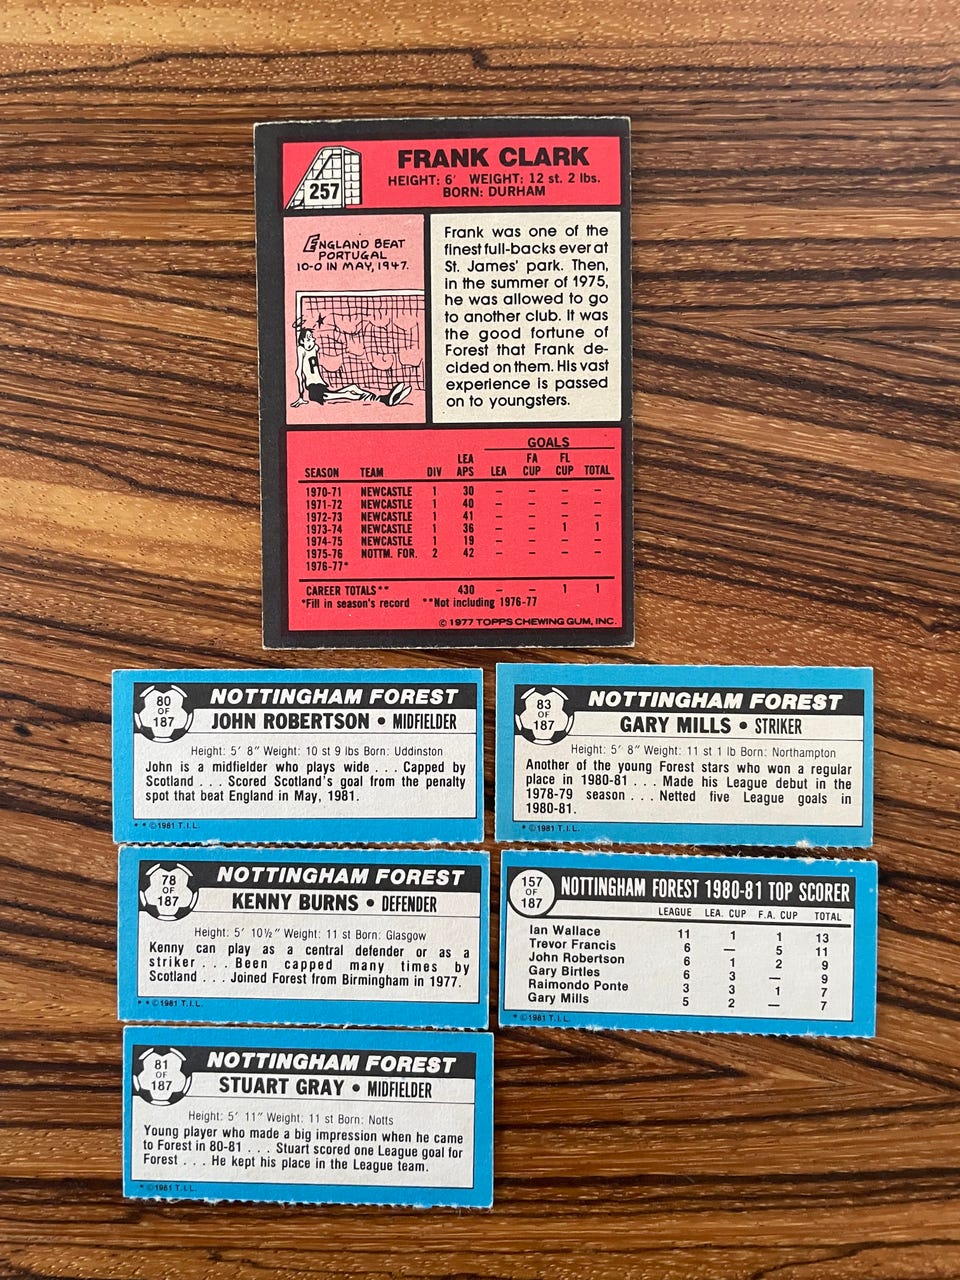 257
FRANK CLARK
HEIGHT: 6' WEIGHT: 12 st. 2 lbs.
BORN: DURHAM
ENGLAND BEAT
PORTUGAL
10-0 IN MAY, 1947.
P
Frank was one of the
finest full-backs ever at
St. James' park. Then,
in the summer of 1975,
he was allowed to go
to another club. It was
the good fortune of
Forest that Frank de-
cided on them. His vast
experience is passed
on to youngsters.
GOALS
SEASON TEAM DIV LEA APS LEA FA CUP FL CUP TOTAL
1970-71 NEWCASTLE 1 30 – – – –
1971-72 NEWCASTLE 1 40 – – – –
1972-73 NEWCASTLE 1 41 – – – –
1973-74 NEWCASTLE 1 36 – – 1 1
1974-75 NEWCASTLE 1 19 – – – –
1975-76 NOTTM. FOR. 2 42 – – – –
1976-77*
CAREER TOTALS** 430 – – 1 1
*Fill in season's record **Not including 1976-77
© 1977 TOPPS CHEWING GUM, INC.
80 OF 187
NOTTINGHAM FOREST
JOHN ROBERTSON • MIDFIELDER
Height: 5' 8" Weight: 10 st 9 lbs Born: Uddinston
John is a midfielder who plays wide . . . Capped by
Scotland . . . Scored Scotland's goal from the penalty
spot that beat England in May, 1981.
* * ©1981 T.I.L.
83 OF 187
NOTTINGHAM FOREST
GARY MILLS • STRIKER
Height: 5' 8" Weight: 11 st 1 lb Born: Northampton
Another of the young Forest stars who won a regular
place in 1980-81 . . . Made his League debut in the
1978-79 season . . . Netted five League goals in
1980-81.
* ©1981 T.I.L.
78 OF 187
NOTTINGHAM FOREST
KENNY BURNS • DEFENDER
Height: 5' 10½" Weight: 11 st Born: Glasgow
Kenny can play as a central defender or as a
striker . . . Been capped many times by
Scotland . . . Joined Forest from Birmingham in 1977.
* * ©1981 T.I.L.
157 OF 187
NOTTINGHAM FOREST 1980-81 TOP SCORER
LEAGUE LEA. CUP F.A. CUP TOTAL
Ian Wallace 11 1 1 13
Trevor Francis 6 — 5 11
John Robertson 6 1 2 9
Gary Birtles 6 3 — 9
Raimondo Ponte 3 3 1 7
Gary Mills 5 2 — 7
* ©1981 T.I.L.
81 OF 187
NOTTINGHAM FOREST
STUART GRAY • MIDFIELDER
Height: 5' 11" Weight: 11 st Born: Notts
Young player who made a big impression when he came
to Forest in 80-81 . . . Stuart scored one League goal for
Forest . . . He kept his place in the League team.
* ©1981 T.I.L.